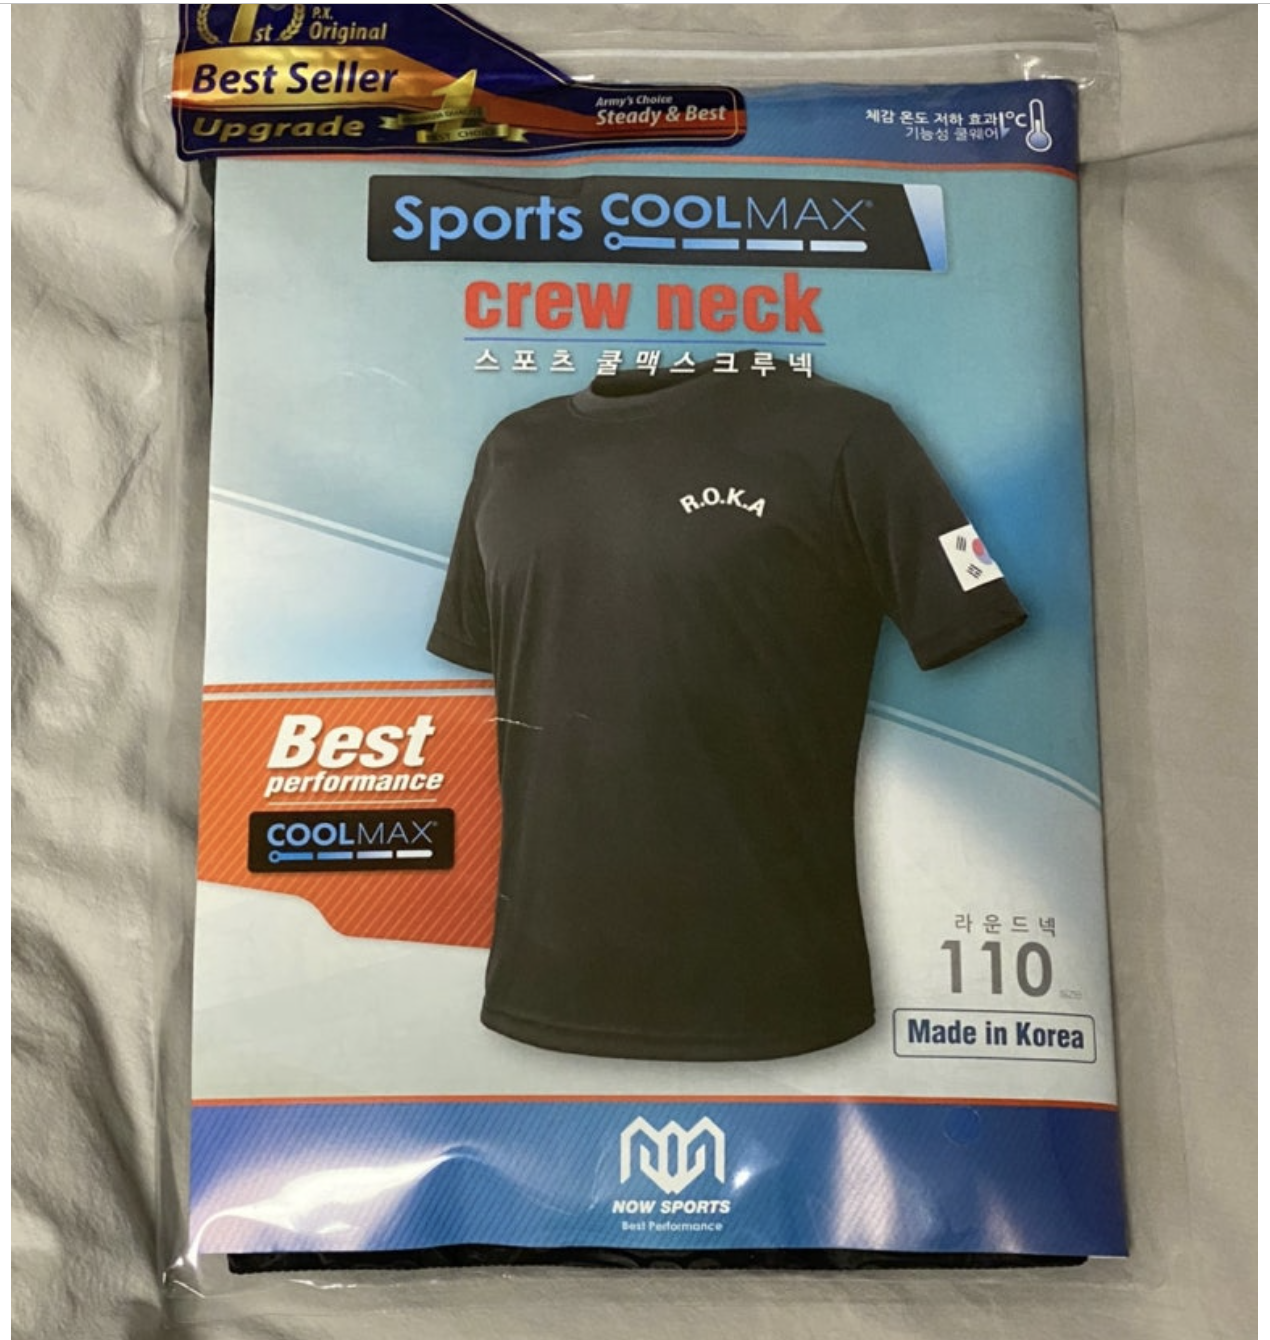 1st P.X. Original
Best Seller
Upgrade
Army's Choice
Steady & Best
체감 온도 저하 효과 1°C
기능성 쿨웨어
Sports COOLMAX®
crew neck
스포츠 쿨맥스 크루넥
R.O.K.A
Best
performance
COOLMAX®
라운드넥
110
SIZE
Made in Korea
NOW SPORTS
Best Performance